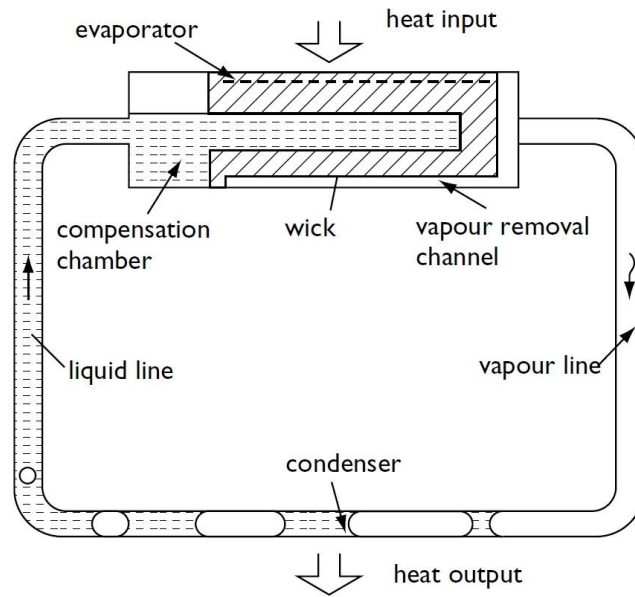 evaporator
heat input
compensation
chamber
wick
vapour removal
channel
liquid line
vapour line
condenser
heat output